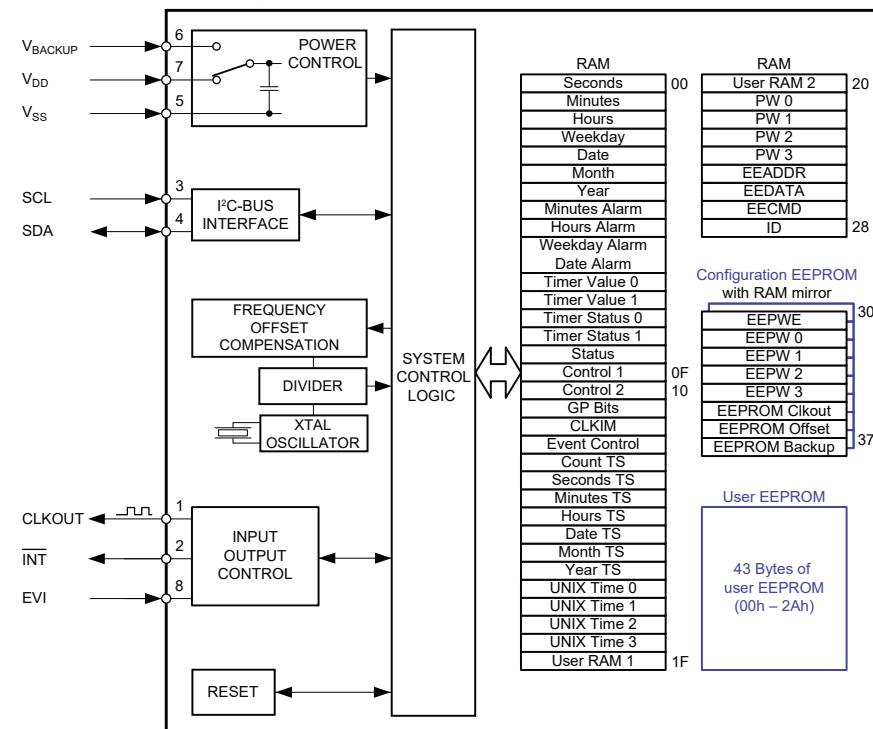 V_BACKUP
6
V_DD
7
V_SS
5
POWER
CONTROL
SCL
3
SDA
4
I²C-BUS
INTERFACE
FREQUENCY
OFFSET
COMPENSATION
DIVIDER
XTAL
OSCILLATOR
CLKOUT
1
INT
2
EVI
8
INPUT
OUTPUT
CONTROL
RESET
SYSTEM
CONTROL
LOGIC
RAM
Seconds 00
Minutes
Hours
Weekday
Date
Month
Year
Minutes Alarm
Hours Alarm
Weekday Alarm
Date Alarm
Timer Value 0
Timer Value 1
Timer Status 0
Timer Status 1
Status
Control 1 0F
Control 2 10
GP Bits
CLKIM
Event Control
Count TS
Seconds TS
Minutes TS
Hours TS
Date TS
Month TS
Year TS
UNIX Time 0
UNIX Time 1
UNIX Time 2
UNIX Time 3
User RAM 1 1F
RAM
User RAM 2 20
PW 0
PW 1
PW 2
PW 3
EEADDR
EEDATA
EECMD
ID 28
Configuration EEPROM
with RAM mirror
30
EEPWE
EEPW 0
EEPW 1
EEPW 2
EEPW 3
EEPROM Clkout
EEPROM Offset
EEPROM Backup 37
User EEPROM
43 Bytes of
user EEPROM
(00h – 2Ah)